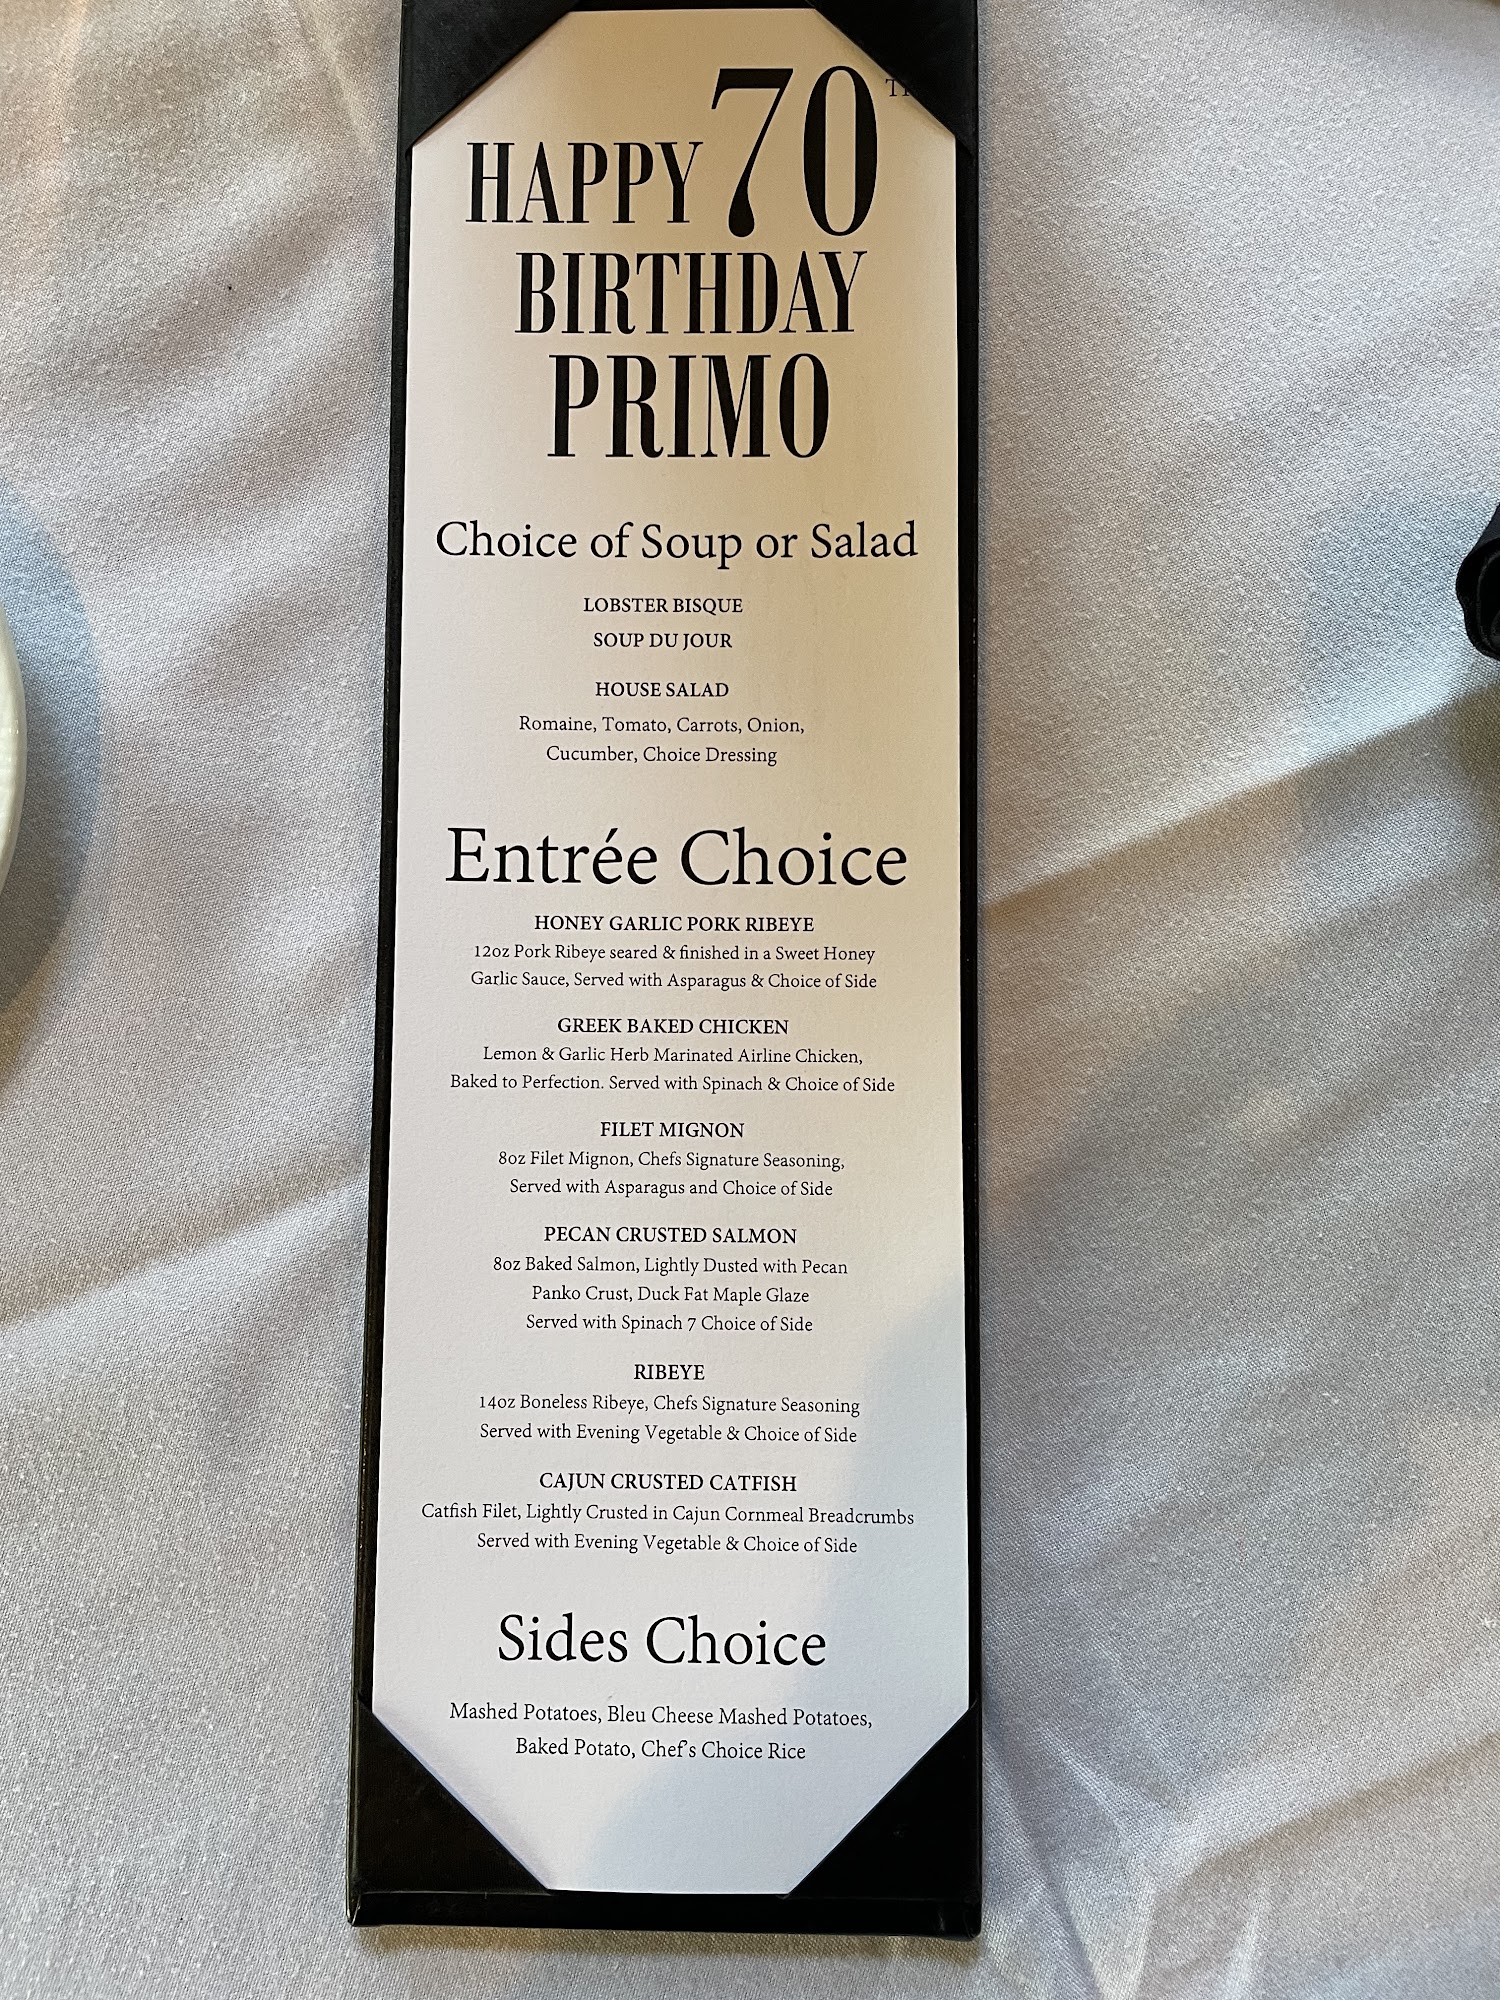 HAPPY 70TH
BIRTHDAY
PRIMO
Choice of Soup or Salad
LOBSTER BISQUE
SOUP DU JOUR
HOUSE SALAD
Romaine, Tomato, Carrots, Onion,
Cucumber, Choice Dressing
Entrée Choice
HONEY GARLIC PORK RIBEYE
12oz Pork Ribeye seared & finished in a Sweet Honey
Garlic Sauce, Served with Asparagus & Choice of Side
GREEK BAKED CHICKEN
Lemon & Garlic Herb Marinated Airline Chicken,
Baked to Perfection. Served with Spinach & Choice of Side
FILET MIGNON
8oz Filet Mignon, Chefs Signature Seasoning,
Served with Asparagus and Choice of Side
PECAN CRUSTED SALMON
8oz Baked Salmon, Lightly Dusted with Pecan
Panko Crust, Duck Fat Maple Glaze
Served with Spinach 7 Choice of Side
RIBEYE
14oz Boneless Ribeye, Chefs Signature Seasoning
Served with Evening Vegetable & Choice of Side
CAJUN CRUSTED CATFISH
Catfish Filet, Lightly Crusted in Cajun Cornmeal Breadcrumbs
Served with Evening Vegetable & Choice of Side
Sides Choice
Mashed Potatoes, Bleu Cheese Mashed Potatoes,
Baked Potato, Chef's Choice Rice